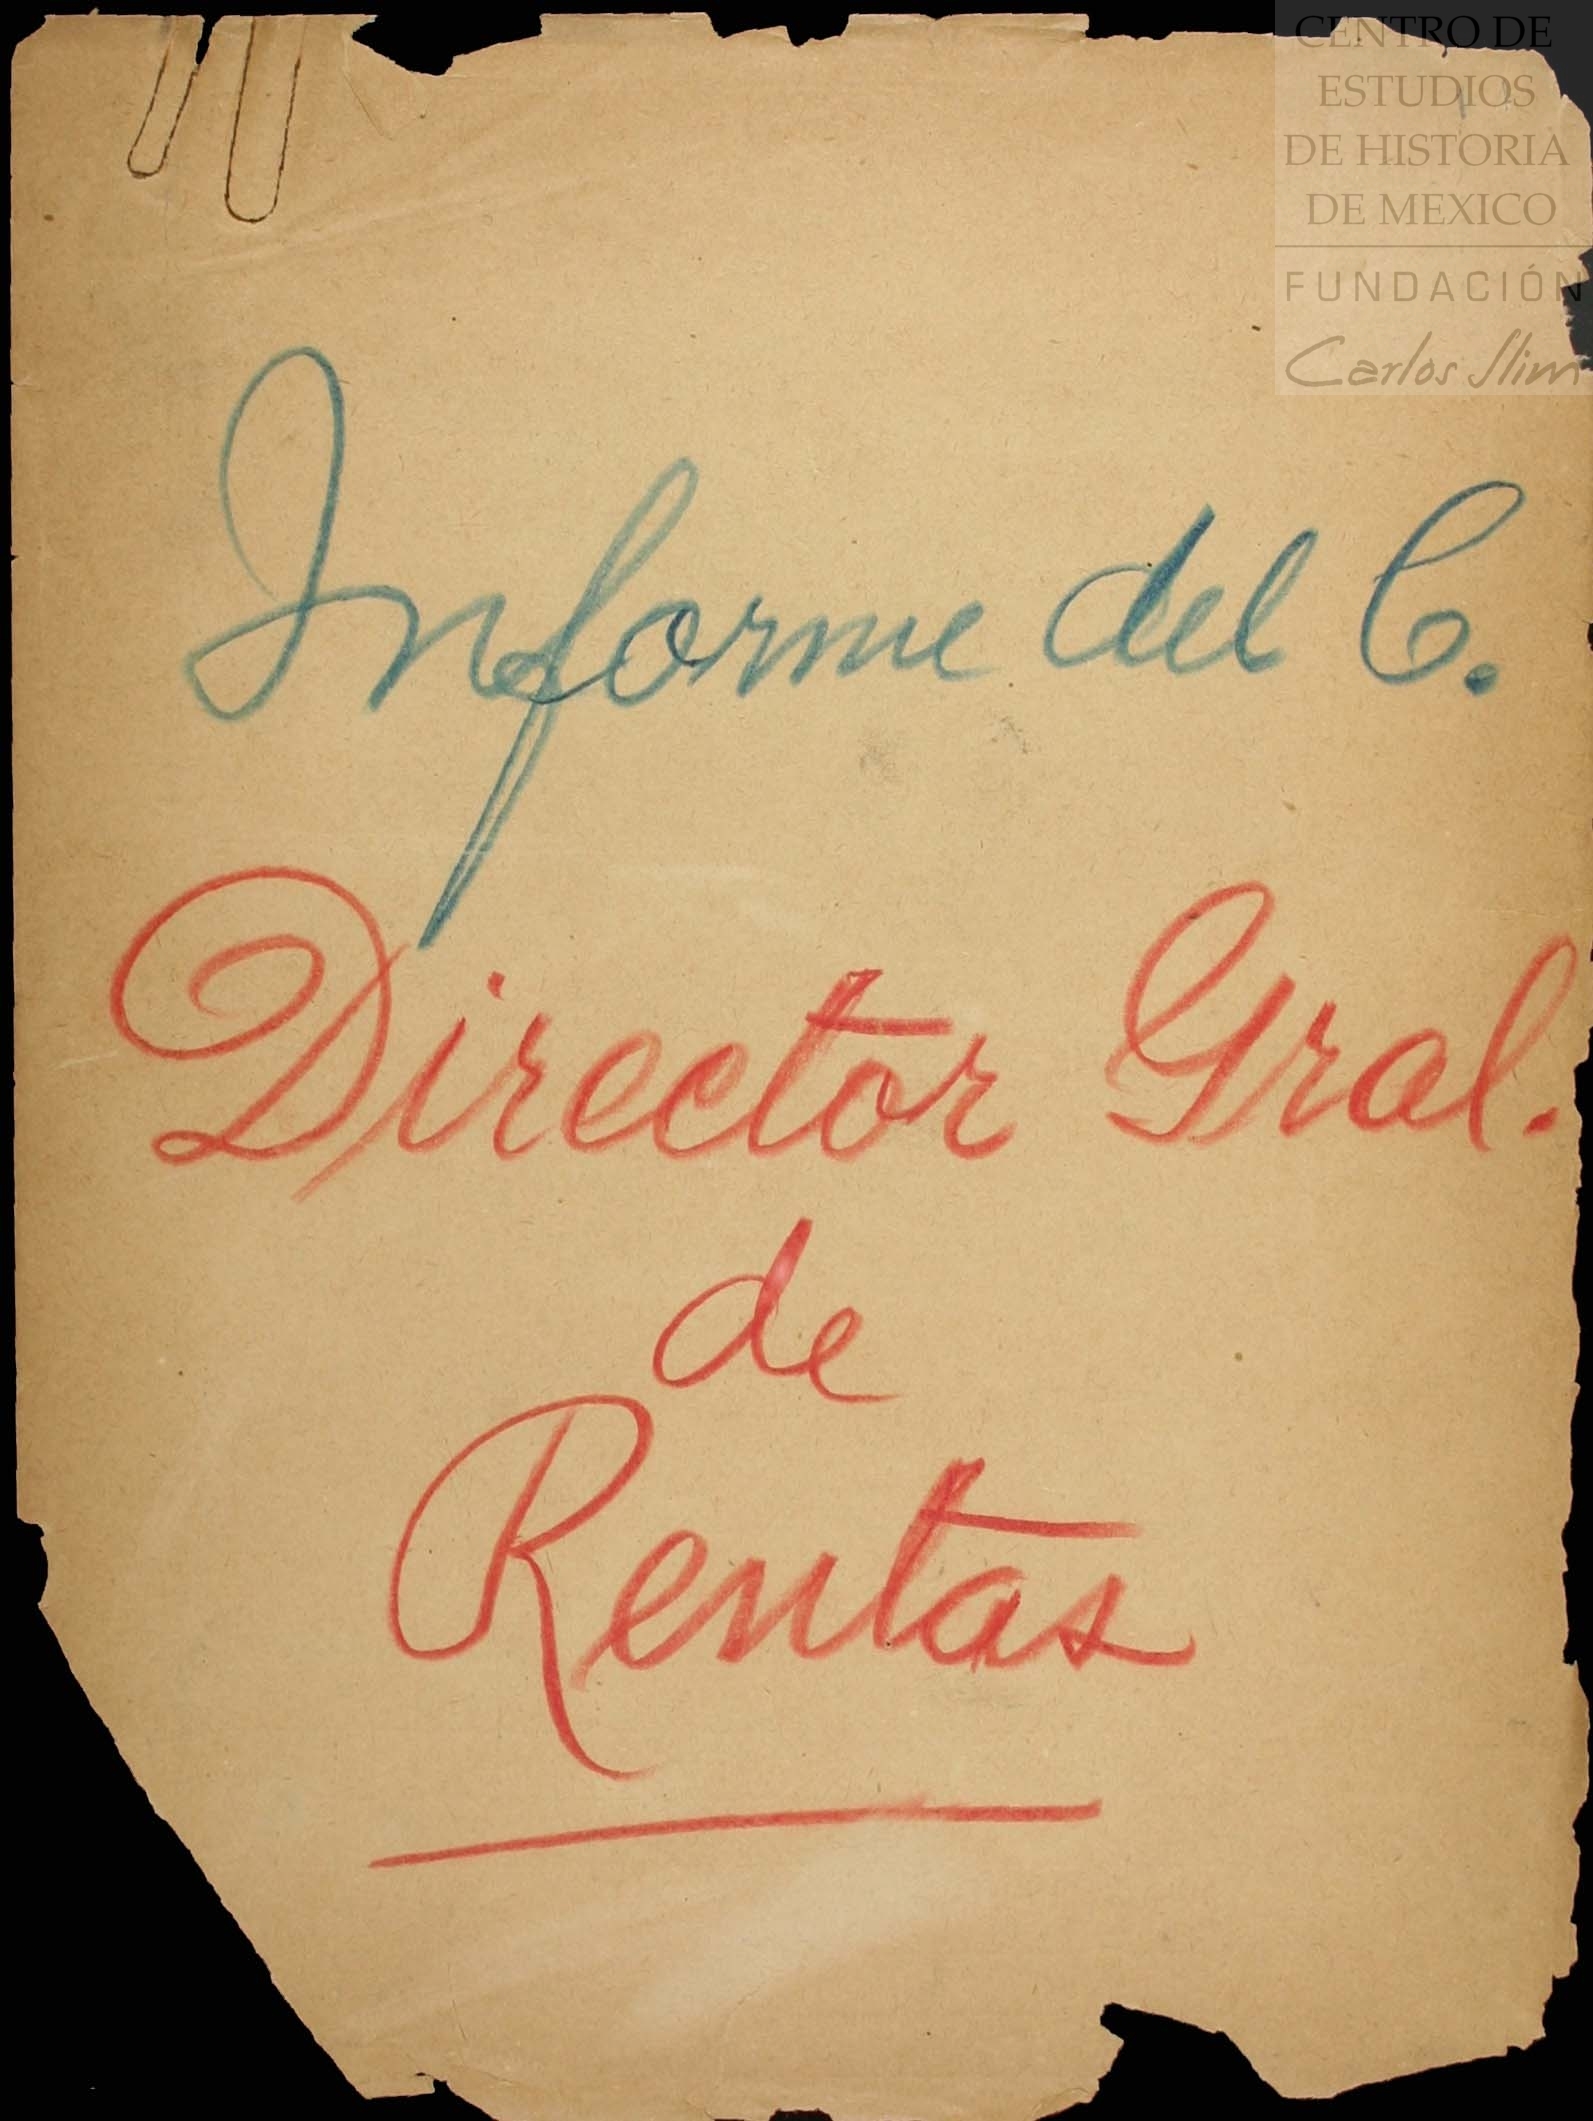 CENTRO DE
ESTUDIOS
DE HISTORIA
DE MEXICO
FUNDACIÓN
Carlos Slim
Informe del C.
Director Gral.
de
Rentas